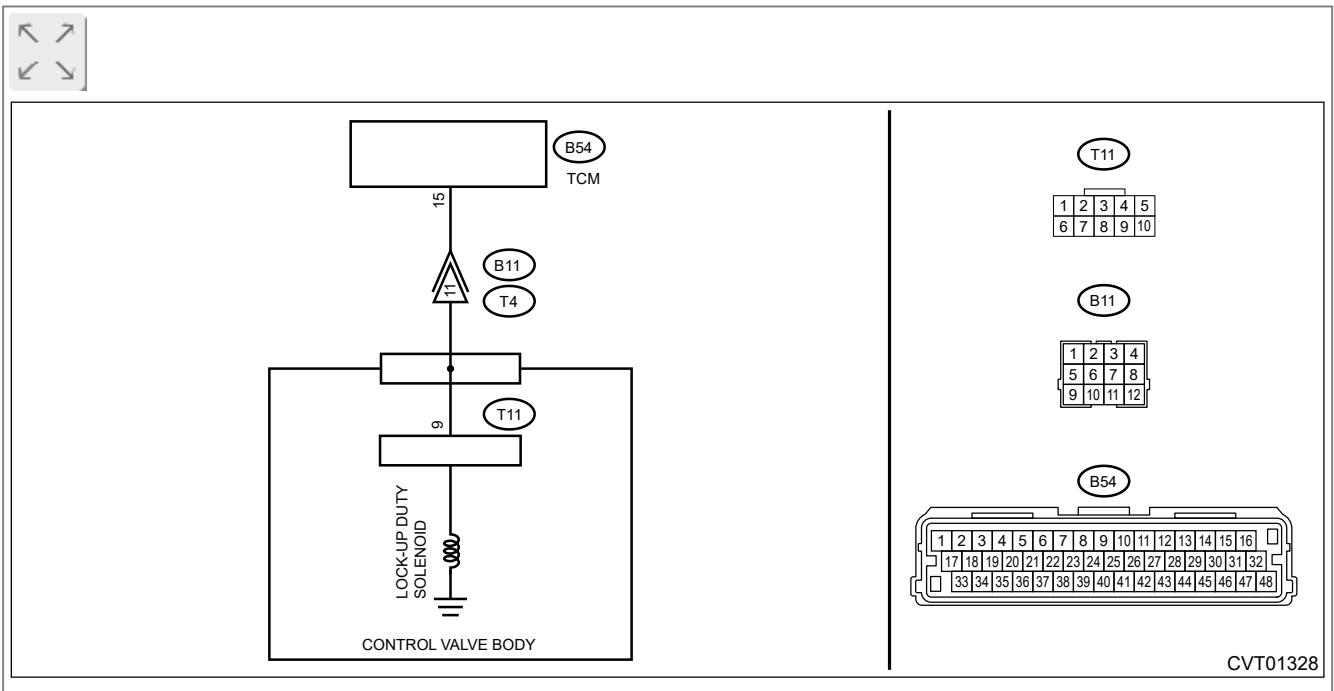 B54
TCM
15
B11
11
T4
T11
9
LOCK-UP DUTY
SOLENOID
CONTROL VALVE BODY
T11
1 2 3 4 5
6 7 8 9 10
B11
1 2 3 4
5 6 7 8
9 10 11 12
B54
1 2 3 4 5 6 7 8 9 10 11 12 13 14 15 16
17 18 19 20 21 22 23 24 25 26 27 28 29 30 31 32
33 34 35 36 37 38 39 40 41 42 43 44 45 46 47 48
CVT01328